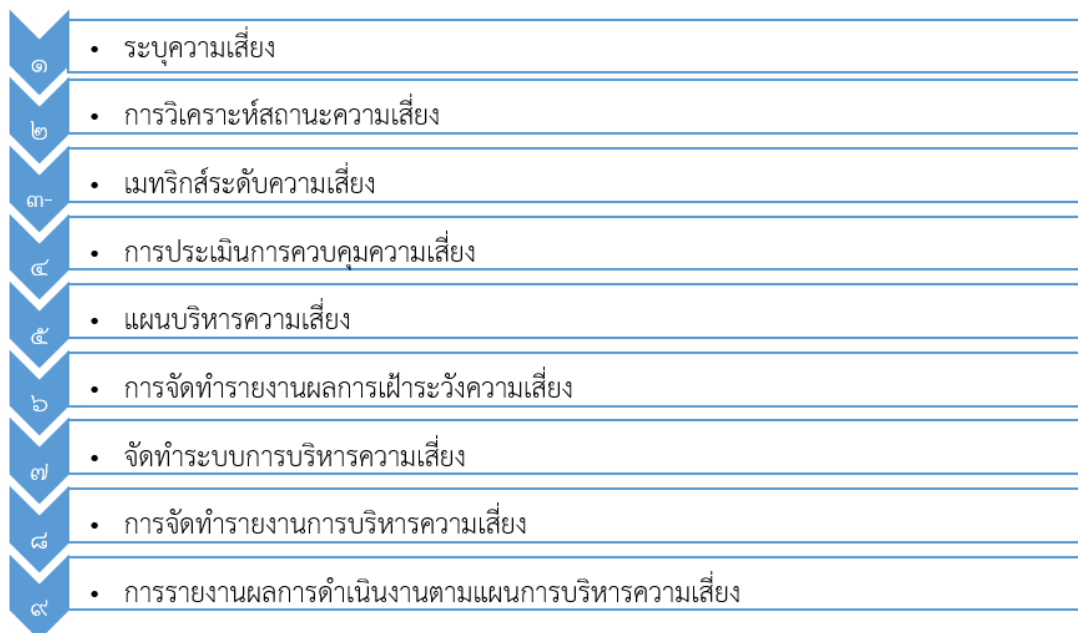 ๑ • ระบุความเสี่ยง
๒ • การวิเคราะห์สถานะความเสี่ยง
๓- • เมทริกส์ระดับความเสี่ยง
๔ • การประเมินการควบคุมความเสี่ยง
๕ • แผนบริหารความเสี่ยง
๖ • การจัดทำรายงานผลการเฝ้าระวังความเสี่ยง
๗ • จัดทำระบบการบริหารความเสี่ยง
๘ • การจัดทำรายงานการบริหารความเสี่ยง
๙ • การรายงานผลการดำเนินงานตามแผนการบริหารความเสี่ยง